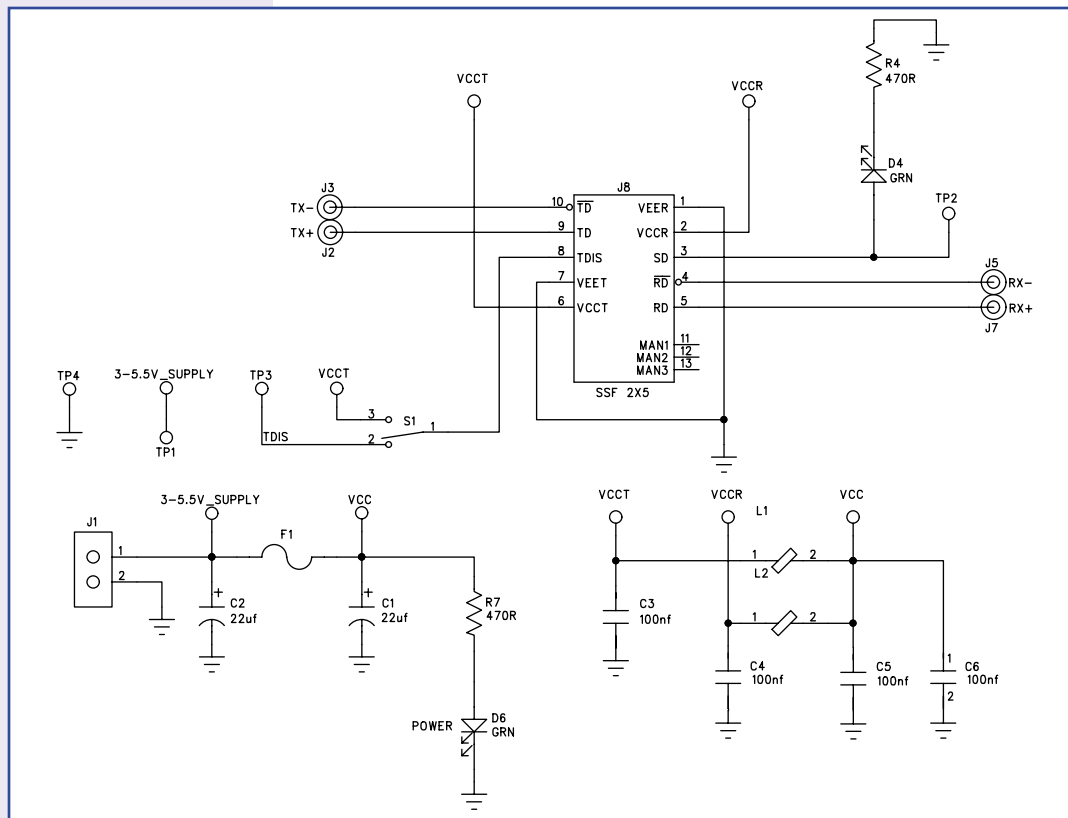 R4
470R
VCCT
VCCR
D4
GRN
J3
J8
TP2
TX-
10
TD
VEER
1
TX+
9
TD
VCCR
2
J2
8
TDIS
SD
3
J5
7
VEET
RD
4
RX-
6
VCCT
RD
5
RX+
J7
MAN1
11
MAN2
12
MAN3
13
SSF 2X5
TP4
3-5.5V_SUPPLY
TP3
VCCT
3
S1
1
TDIS
2
TP1
3-5.5V_SUPPLY
VCC
VCCT
VCCR
L1
VCC
J1
F1
1
2
1
2
L2
+
C2
22uf
+
C1
22uf
R7
470R
C3
100nf
1
2
C4
100nf
C5
100nf
1
C6
100nf
2
POWER
D6
GRN